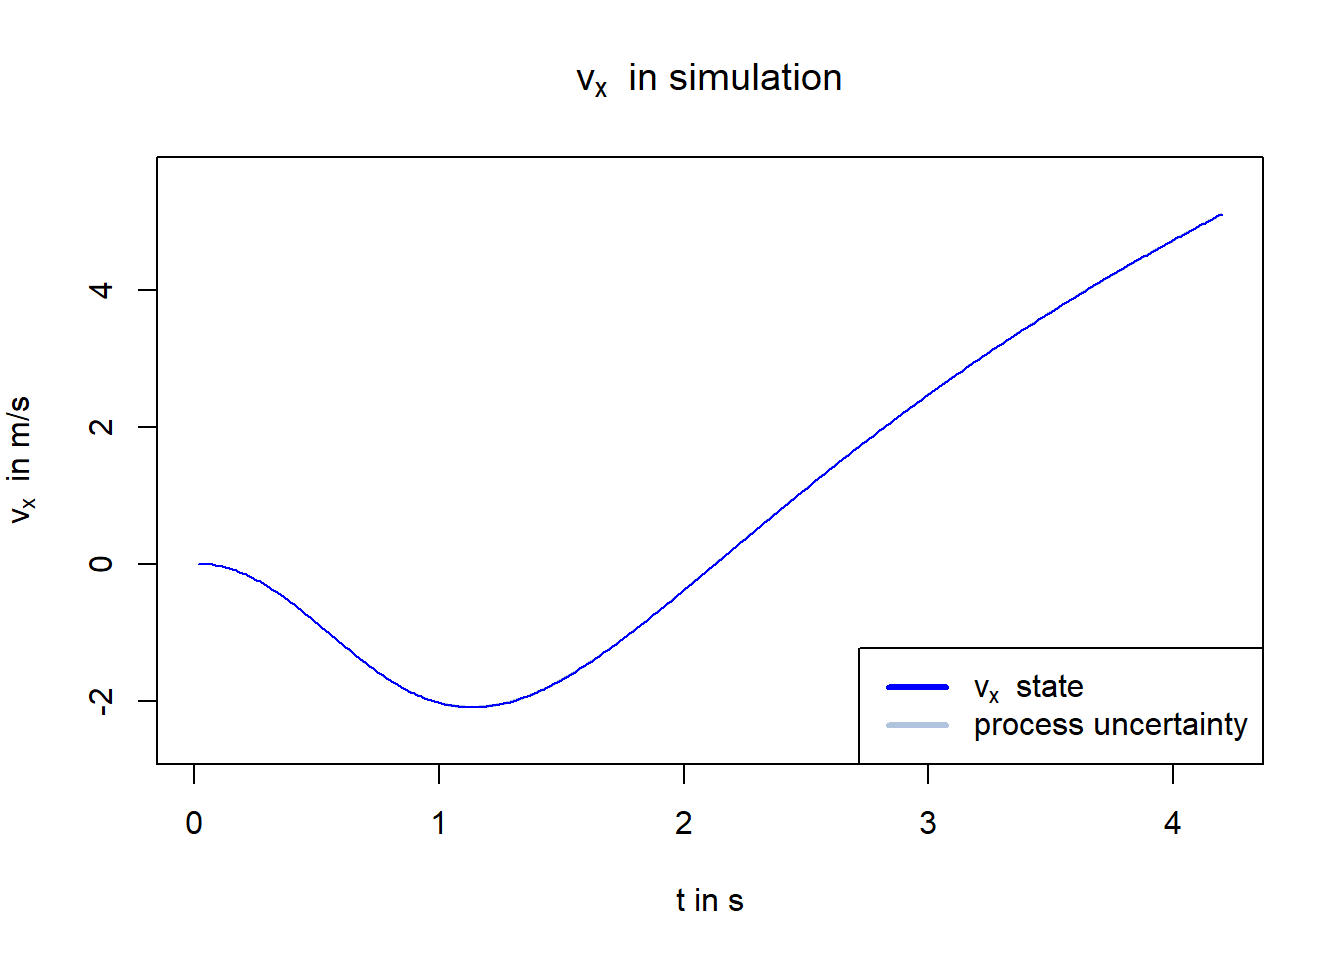 vx in simulation
vx in m/s
4
2
0
-2
0 1 2 3 4
t in s
vx state
process uncertainty